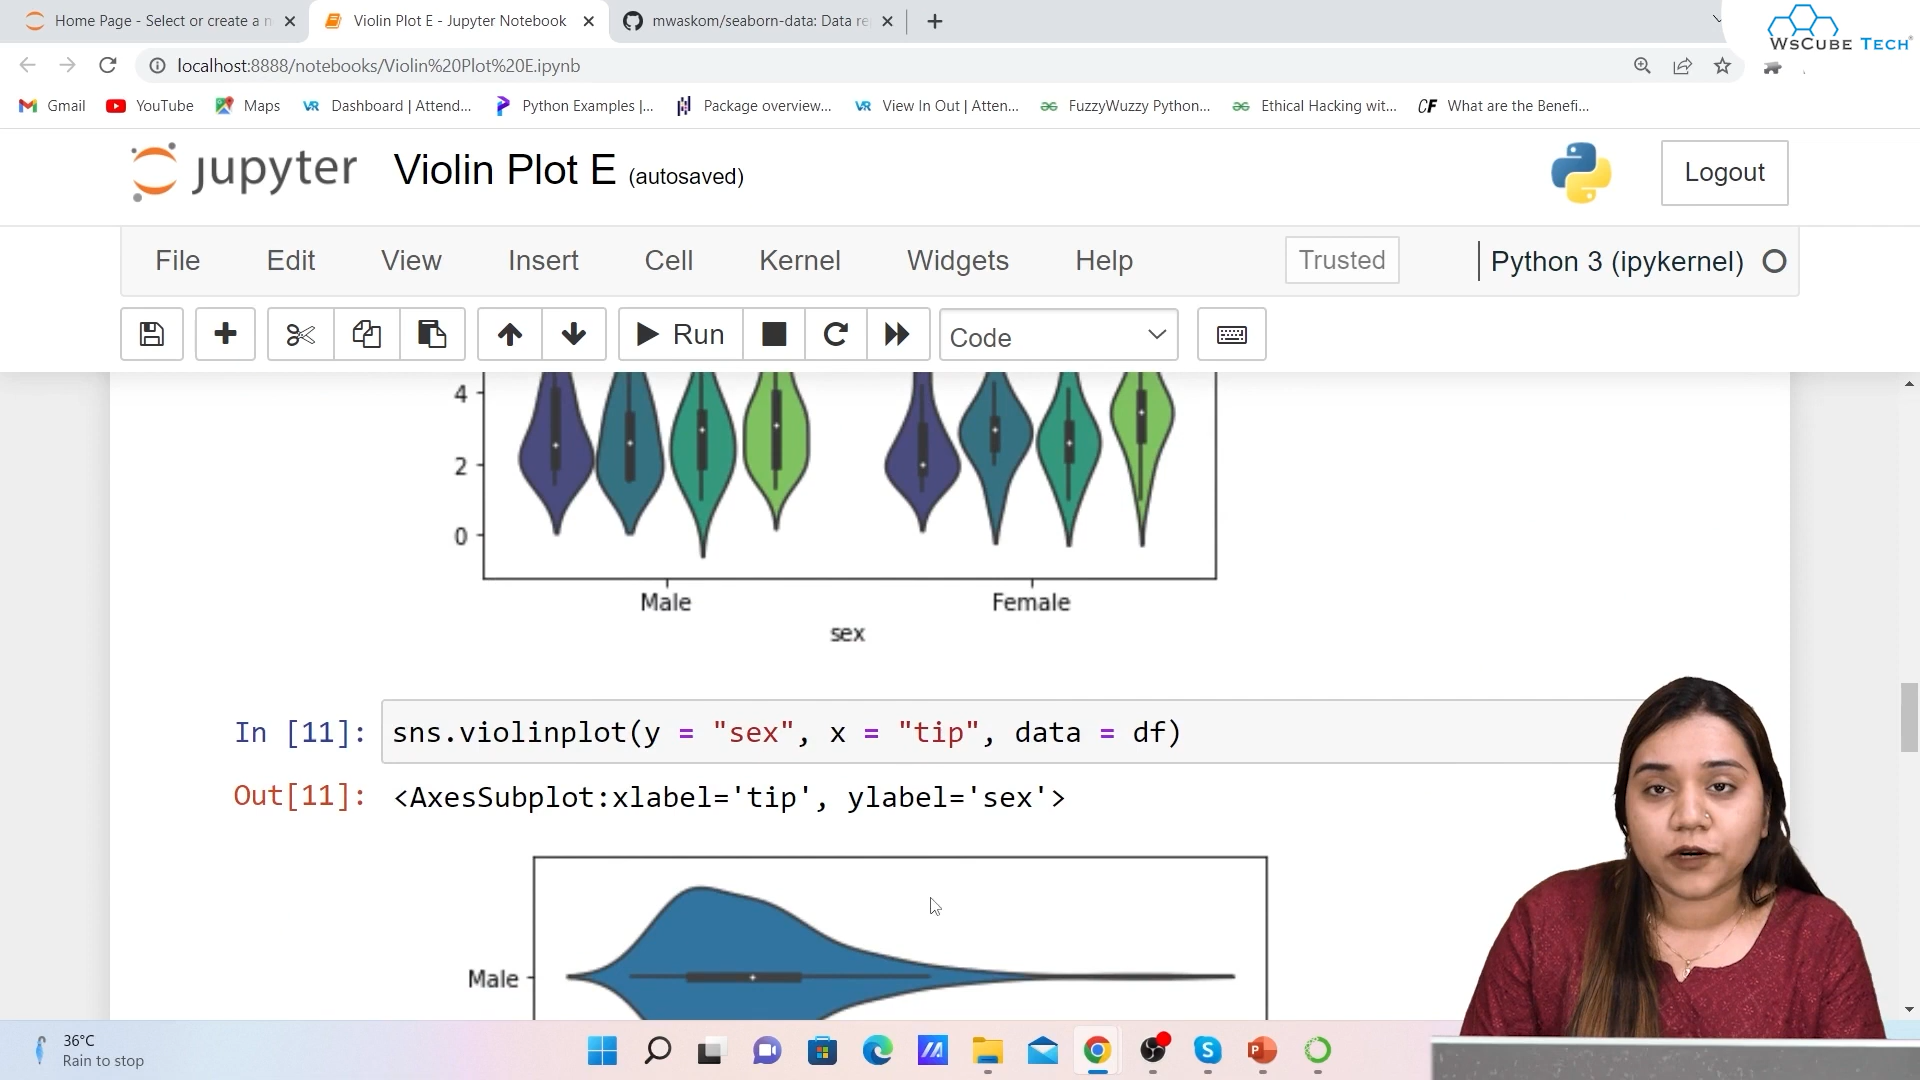 Home Page - Select or create a n
Violin Plot E - Jupyter Notebook
mwaskom/seaborn-data: Data re
WsCube Tech
localhost:8888/notebooks/Violin%20Plot%20E.ipynb
Gmail
YouTube
Maps
Dashboard | Attend...
Python Examples |...
Package overview...
View In Out | Atten...
FuzzyWuzzy Python...
Ethical Hacking wit...
What are the Benefi...
jupyter
Violin Plot E (autosaved)
Logout
File
Edit
View
Insert
Cell
Kernel
Widgets
Help
Trusted
Python 3 (ipykernel)
Run
Code
4
2
0
Male
Female
sex
In [11]: sns.violinplot(y = "sex", x = "tip", data = df)
Out[11]: <AxesSubplot:xlabel='tip', ylabel='sex'>
Male
36°C
Rain to stop